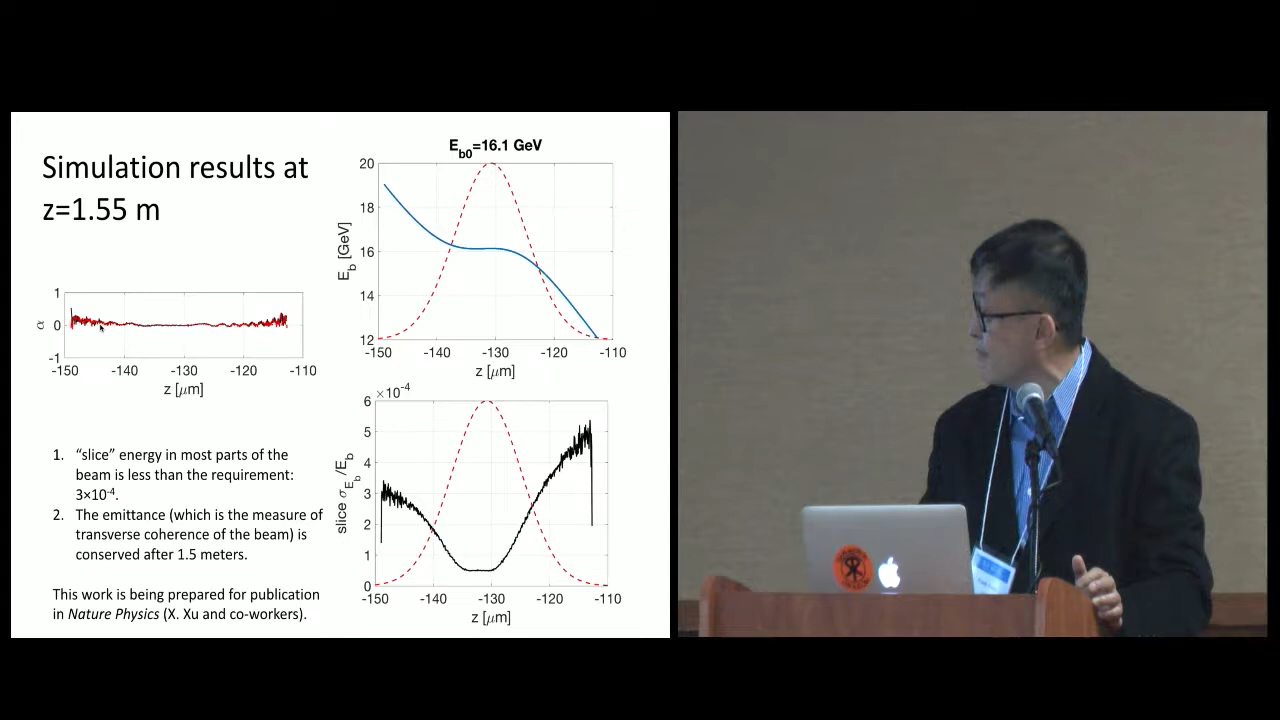 Simulation results at
z=1.55 m
1
0
-1
α
-150
-140
-130
-120
-110
z [μm]
1. “slice” energy in most parts of the
beam is less than the requirement:
3×10⁻⁴.
2. The emittance (which is the measure of
transverse coherence of the beam) is
conserved after 1.5 meters.
This work is being prepared for publication
in Nature Physics (X. Xu and co-workers).
E_b0=16.1 GeV
20
18
16
14
12
E_b [GeV]
-150
-140
-130
-120
-110
z [μm]
×10⁻⁴
6
5
4
3
2
1
0
slice σ_E_b/E_b
-150
-140
-130
-120
-110
z [μm]